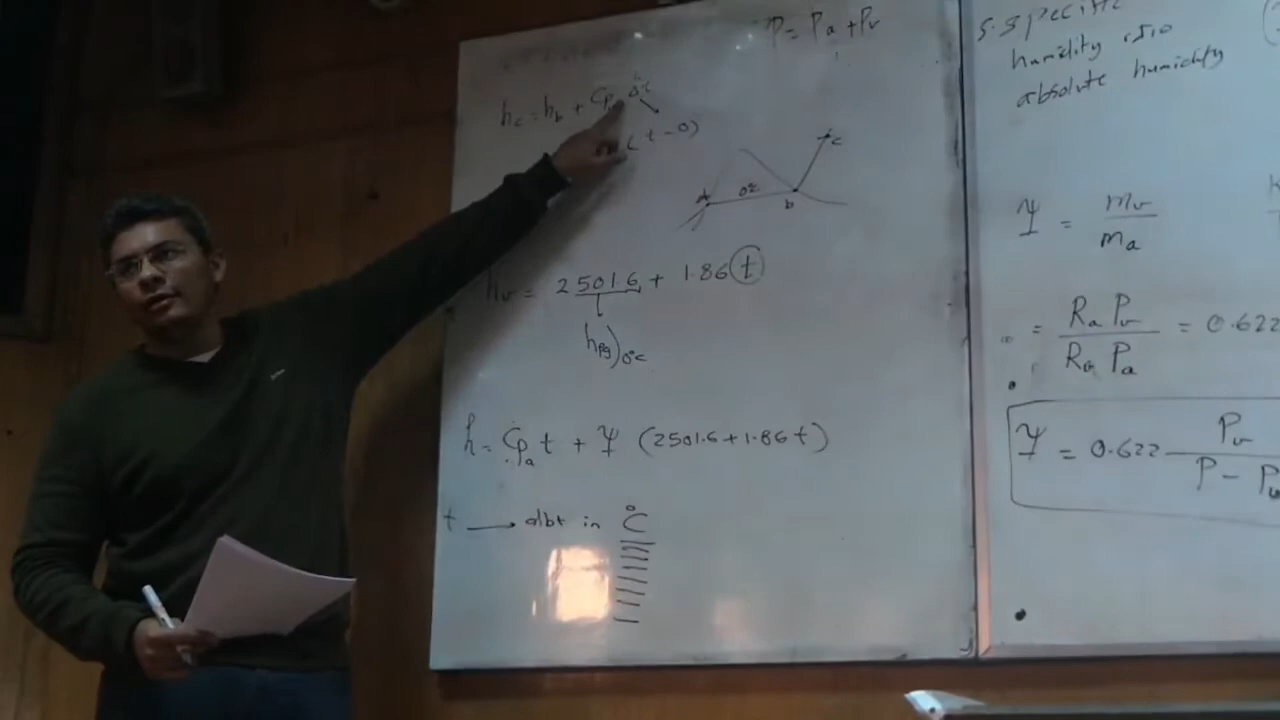 P = Pa + Pv
hc = hb + Cp Δt
( t - 0 )
c
a
0°c
b
hv = 2501.6 + 1.86 t
hfg)0°c
h = Cpa t + Ψ (2501.6 + 1.86 t)
t → dbt in °C
5. specific
humidity ratio
absolute humidity
Ψ = mv / ma
= Ra Pv / Rv Pa = 0.622
Ψ = 0.622 Pv / P - Pv